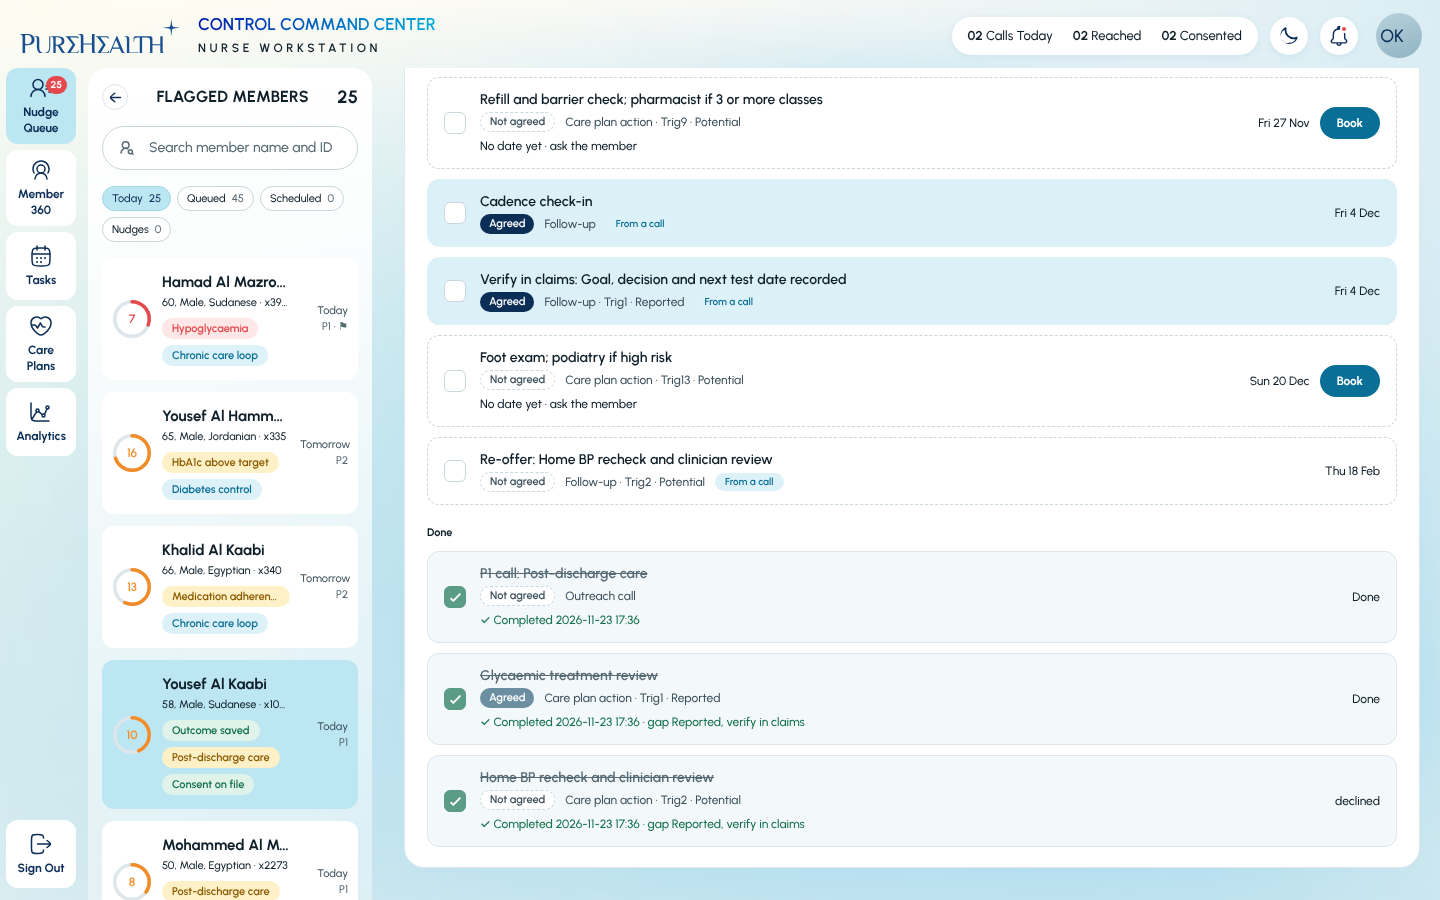 PUREHEALTH
CONTROL COMMAND CENTER
NURSE WORKSTATION
02 Calls Today 02 Reached 02 Consented
OK
25
Nudge
Queue
Member
360
Tasks
Care
Plans
Analytics
Sign Out
FLAGGED MEMBERS 25
Search member name and ID
Today 25 Queued 45 Scheduled 0
Nudges 0
Hamad Al Mazro...
60, Male, Sudanese · x39...
7
Hypoglycaemia
Chronic care loop
Today
P1 · ⚑
Yousef Al Hamm...
65, Male, Jordanian · x335
16
HbA1c above target
Diabetes control
Tomorrow
P2
Khalid Al Kaabi
66, Male, Egyptian · x340
13
Medication adheren...
Chronic care loop
Tomorrow
P2
Yousef Al Kaabi
58, Male, Sudanese · x10...
10
Outcome saved
Post-discharge care
Consent on file
Today
P1
Mohammed Al M...
50, Male, Egyptian · x2273
8
Post-discharge care
Today
P1
Refill and barrier check; pharmacist if 3 or more classes
Not agreed Care plan action · Trig9 · Potential
No date yet · ask the member
Fri 27 Nov Book
Cadence check-in
Agreed Follow-up From a call
Fri 4 Dec
Verify in claims: Goal, decision and next test date recorded
Agreed Follow-up · Trig1 · Reported From a call
Fri 4 Dec
Foot exam; podiatry if high risk
Not agreed Care plan action · Trig13 · Potential
No date yet · ask the member
Sun 20 Dec Book
Re-offer: Home BP recheck and clinician review
Not agreed Follow-up · Trig2 · Potential From a call
Thu 18 Feb
Done
P1 call: Post-discharge care
Not agreed Outreach call
✓ Completed 2026-11-23 17:36
Done
Glycaemic treatment review
Agreed Care plan action · Trig1 · Reported
✓ Completed 2026-11-23 17:36 · gap Reported, verify in claims
Done
Home BP recheck and clinician review
Not agreed Care plan action · Trig2 · Potential
✓ Completed 2026-11-23 17:36 · gap Reported, verify in claims
declined